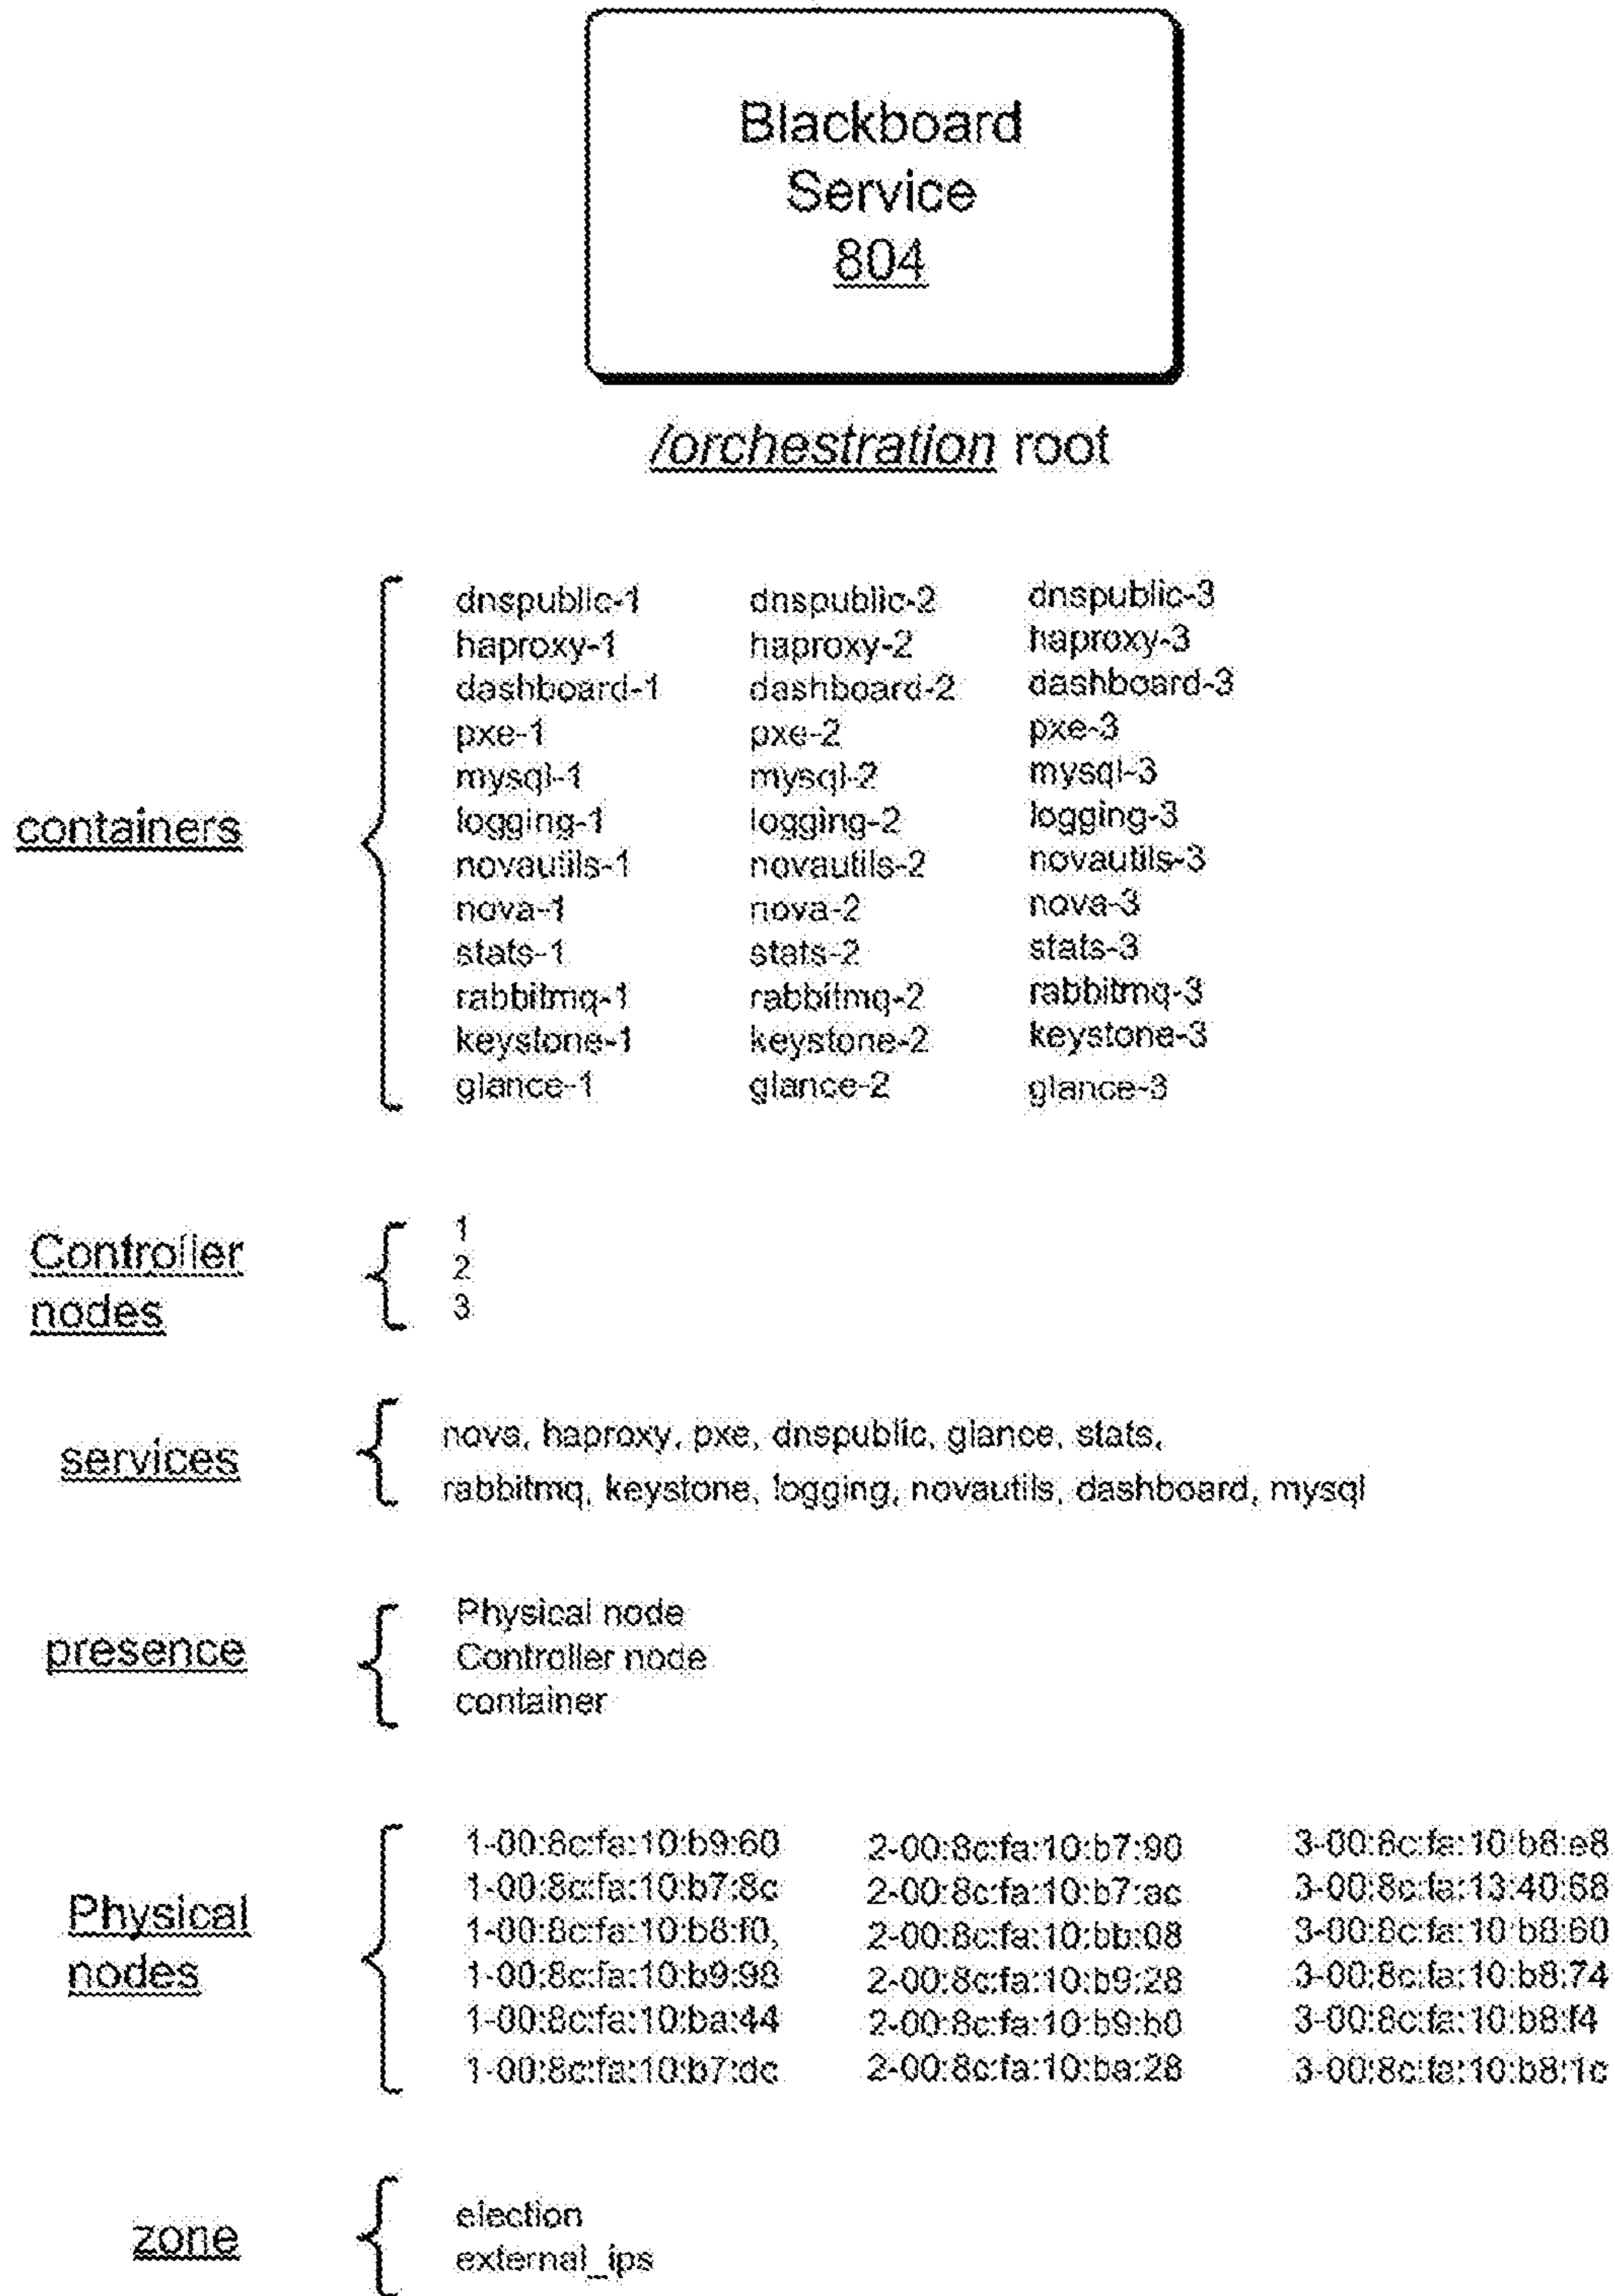 Blackboard
Service
804
/orchestration root
containers
dnspublic-1 dnspublic-2 dnspublic-3
haproxy-1 haproxy-2 haproxy-3
dashboard-1 dashboard-2 dashboard-3
pxe-1 pxe-2 pxe-3
mysql-1 mysql-2 mysql-3
logging-1 logging-2 logging-3
novautils-1 novautils-2 novautils-3
nova-1 nova-2 nova-3
stats-1 stats-2 stats-3
rabbitmq-1 rabbitmq-2 rabbitmq-3
keystone-1 keystone-2 keystone-3
glance-1 glance-2 glance-3
Controller
nodes
1
2
3
services
nova, haproxy, pxe, dnspublic, glance, stats,
rabbitmq, keystone, logging, novautils, dashboard, mysql
presence
Physical node
Controller node
container
Physical
nodes
1-00:8c:fa:10:b9:60 2-00:8c:fa:10:b7:90 3-00:8c:fa:10:b8:e8
1-00:8c:fa:10:b7:8c 2-00:8c:fa:10:b7:ac 3-00:8c:fa:13:40:68
1-00:8c:fa:10:b8:f0, 2-00:8c:fa:10:bb:08 3-00:8c:fa:10:b8:60
1-00:8c:fa:10:b9:98 2-00:8c:fa:10:b9:28 3-00:8c:fa:10:b8:74
1-00:8c:fa:10:ba:44 2-00:8c:fa:10:b9:b0 3-00:8c:fa:10:b8:f4
1-00:8c:fa:10:b7:dc 2-00:8c:fa:10:ba:28 3-00:8c:fa:10:b8:1c
zone
election
external_ips